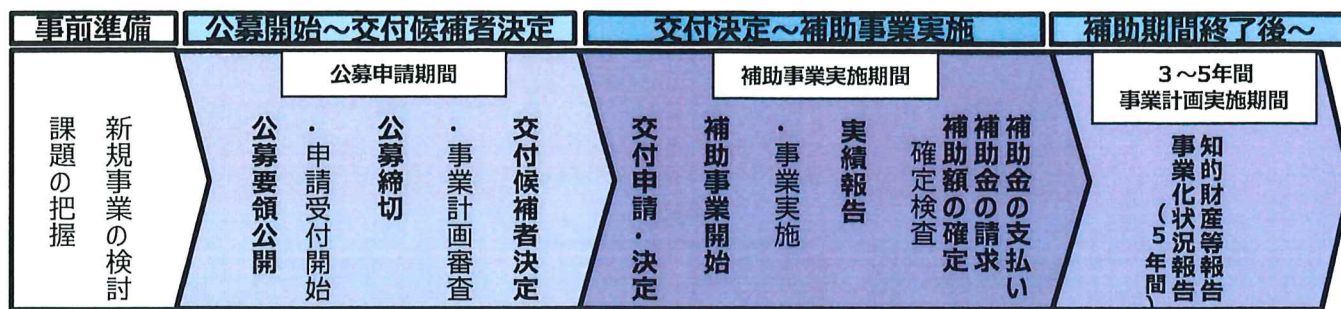 事前準備
公募開始～交付候補者決定
交付決定～補助事業実施
補助期間終了後～
課題の把握
新規事業の検討
公募申請期間
公募要領公開
・申請受付開始
公募締切
・事業計画審査
交付候補者決定
補助事業実施期間
交付申請・決定
補助事業開始
・事業実施
実績報告
確定検査
補助額の確定
補助金の請求
補助金の支払い
３～5年間
事業計画実施期間
事業化状況報告
知的財産等報告
（５年間）